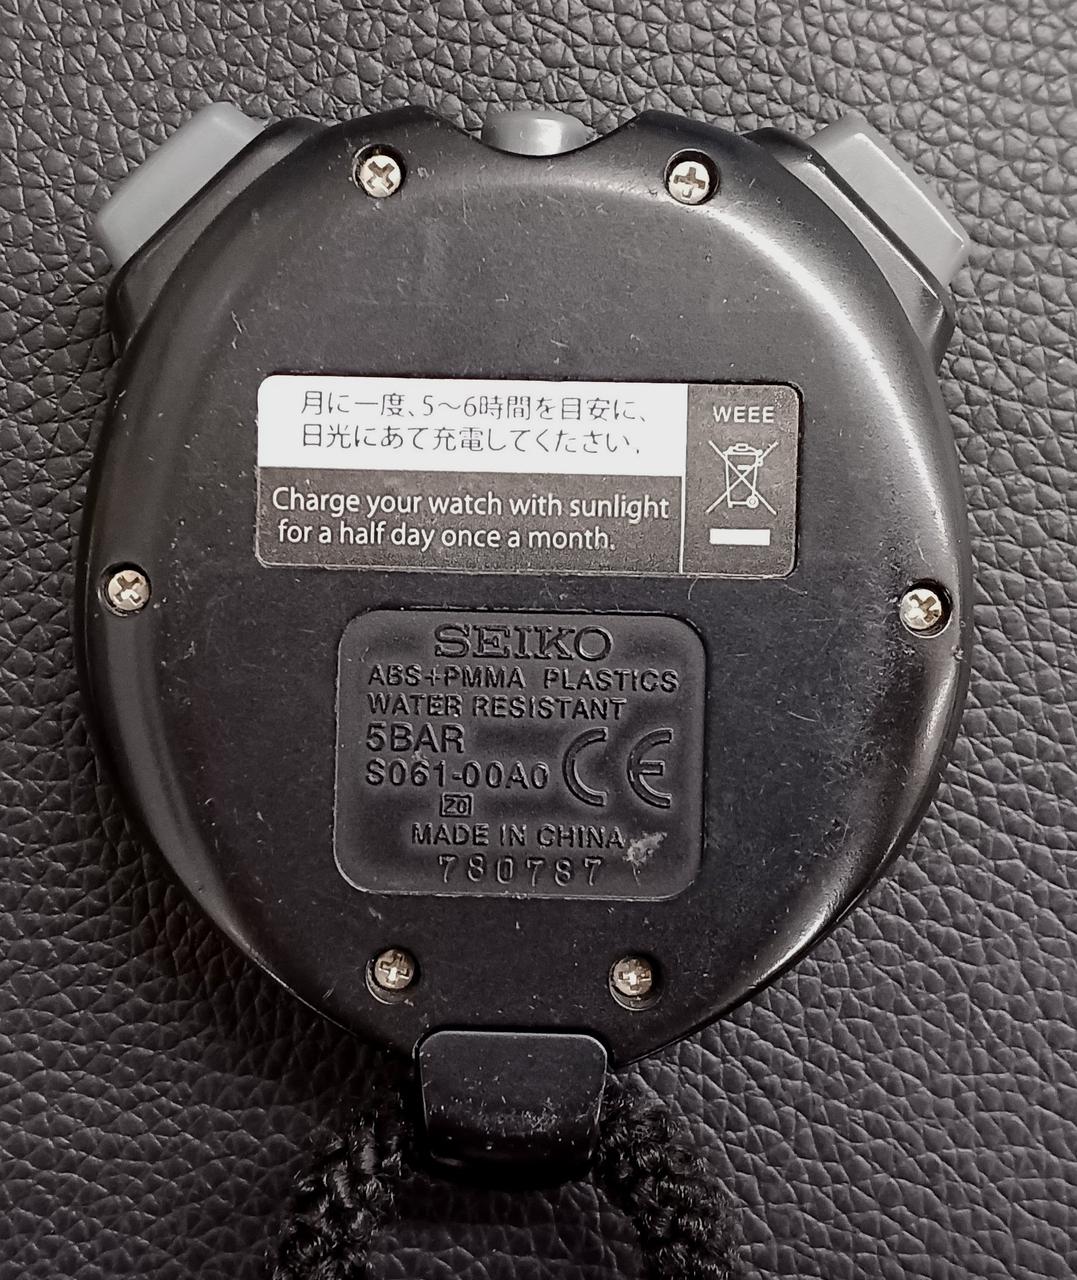 月に一度、5～6時間を目安に、
日光にあて充電してください。
Charge your watch with sunlight
for a half day once a month.
WEEE
SEIKO
ABS+PMMA PLASTICS
WATER RESISTANT
5BAR
S061-00A0
CE
Z0
MADE IN CHINA
780787